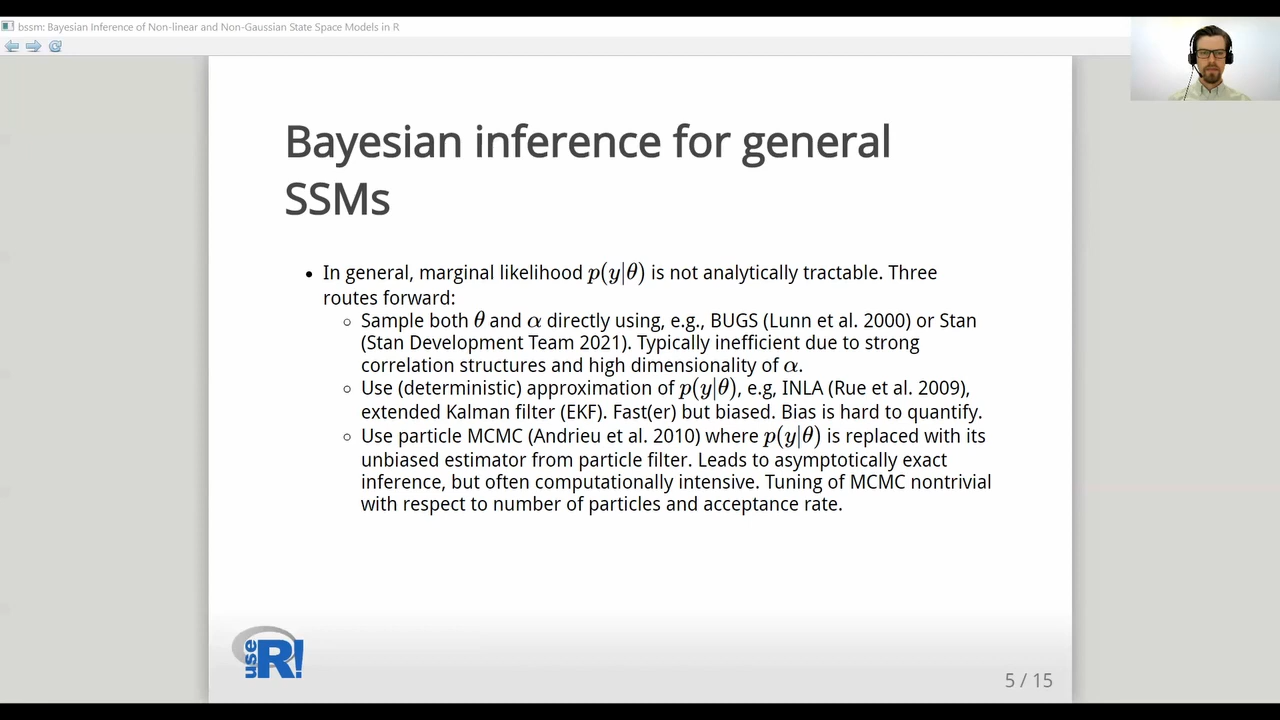 bssm: Bayesian Inference of Non-linear and Non-Gaussian State Space Models in R
Bayesian inference for general
SSMs
• In general, marginal likelihood p(y|θ) is not analytically tractable. Three
routes forward:
◦ Sample both θ and α directly using, e.g., BUGS (Lunn et al. 2000) or Stan
(Stan Development Team 2021). Typically inefficient due to strong
correlation structures and high dimensionality of α.
◦ Use (deterministic) approximation of p(y|θ), e.g, INLA (Rue et al. 2009),
extended Kalman filter (EKF). Fast(er) but biased. Bias is hard to quantify.
◦ Use particle MCMC (Andrieu et al. 2010) where p(y|θ) is replaced with its
unbiased estimator from particle filter. Leads to asymptotically exact
inference, but often computationally intensive. Tuning of MCMC nontrivial
with respect to number of particles and acceptance rate.
use R!
5 / 15